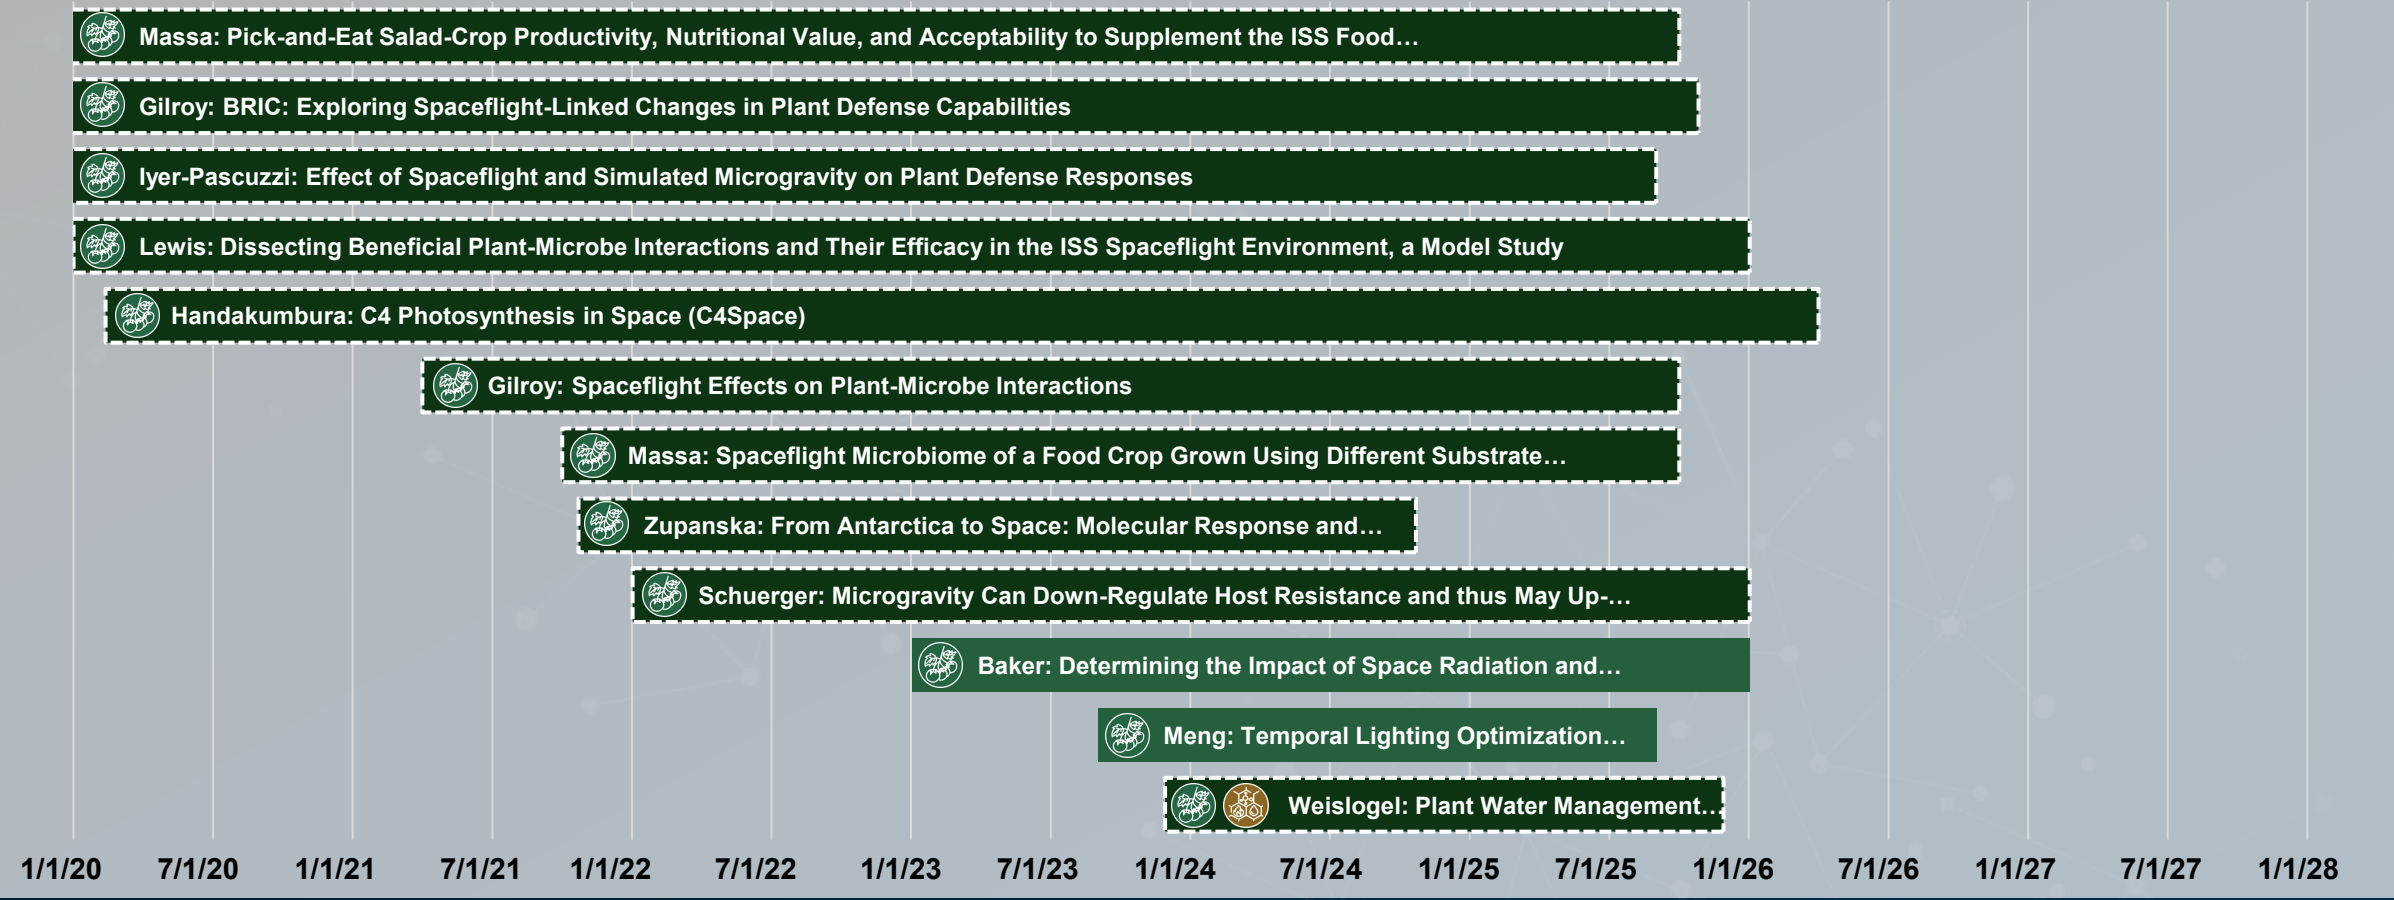 Massa: Pick-and-Eat Salad-Crop Productivity, Nutritional Value, and Acceptability to Supplement the ISS Food…
Gilroy: BRIC: Exploring Spaceflight-Linked Changes in Plant Defense Capabilities
Iyer-Pascuzzi: Effect of Spaceflight and Simulated Microgravity on Plant Defense Responses
Lewis: Dissecting Beneficial Plant-Microbe Interactions and Their Efficacy in the ISS Spaceflight Environment, a Model Study
Handakumbura: C4 Photosynthesis in Space (C4Space)
Gilroy: Spaceflight Effects on Plant-Microbe Interactions
Massa: Spaceflight Microbiome of a Food Crop Grown Using Different Substrate…
Zupanska: From Antarctica to Space: Molecular Response and…
Schuerger: Microgravity Can Down-Regulate Host Resistance and thus May Up-…
Baker: Determining the Impact of Space Radiation and…
Meng: Temporal Lighting Optimization…
Weislogel: Plant Water Management…
1/1/20 7/1/20 1/1/21 7/1/21 1/1/22 7/1/22 1/1/23 7/1/23 1/1/24 7/1/24 1/1/25 7/1/25 1/1/26 7/1/26 1/1/27 7/1/27 1/1/28